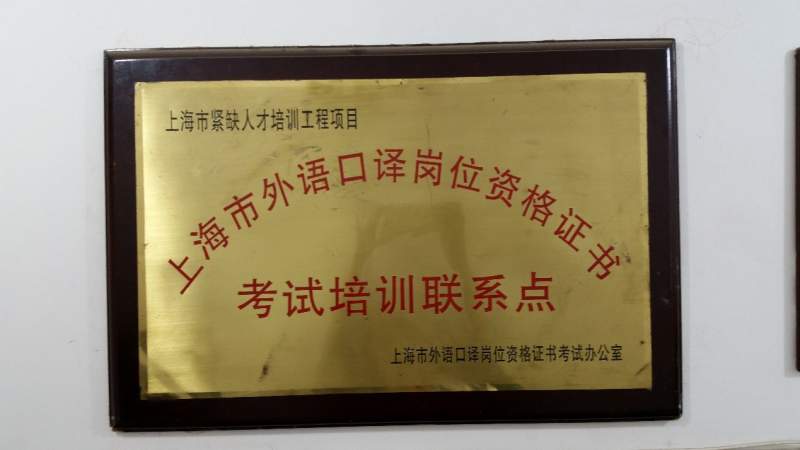 上海市紧缺人才培训工程项目
上海市外语口译岗位资格证书
考试培训联系点
上海市外语口译岗位资格证书考试办公室